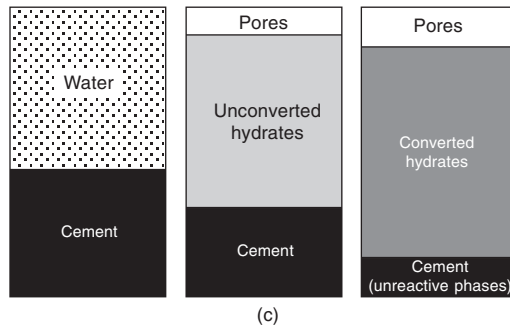 Water
Cement
Pores
Unconverted
hydrates
Cement
Pores
Converted
hydrates
Cement
(unreactive phases)
(c)